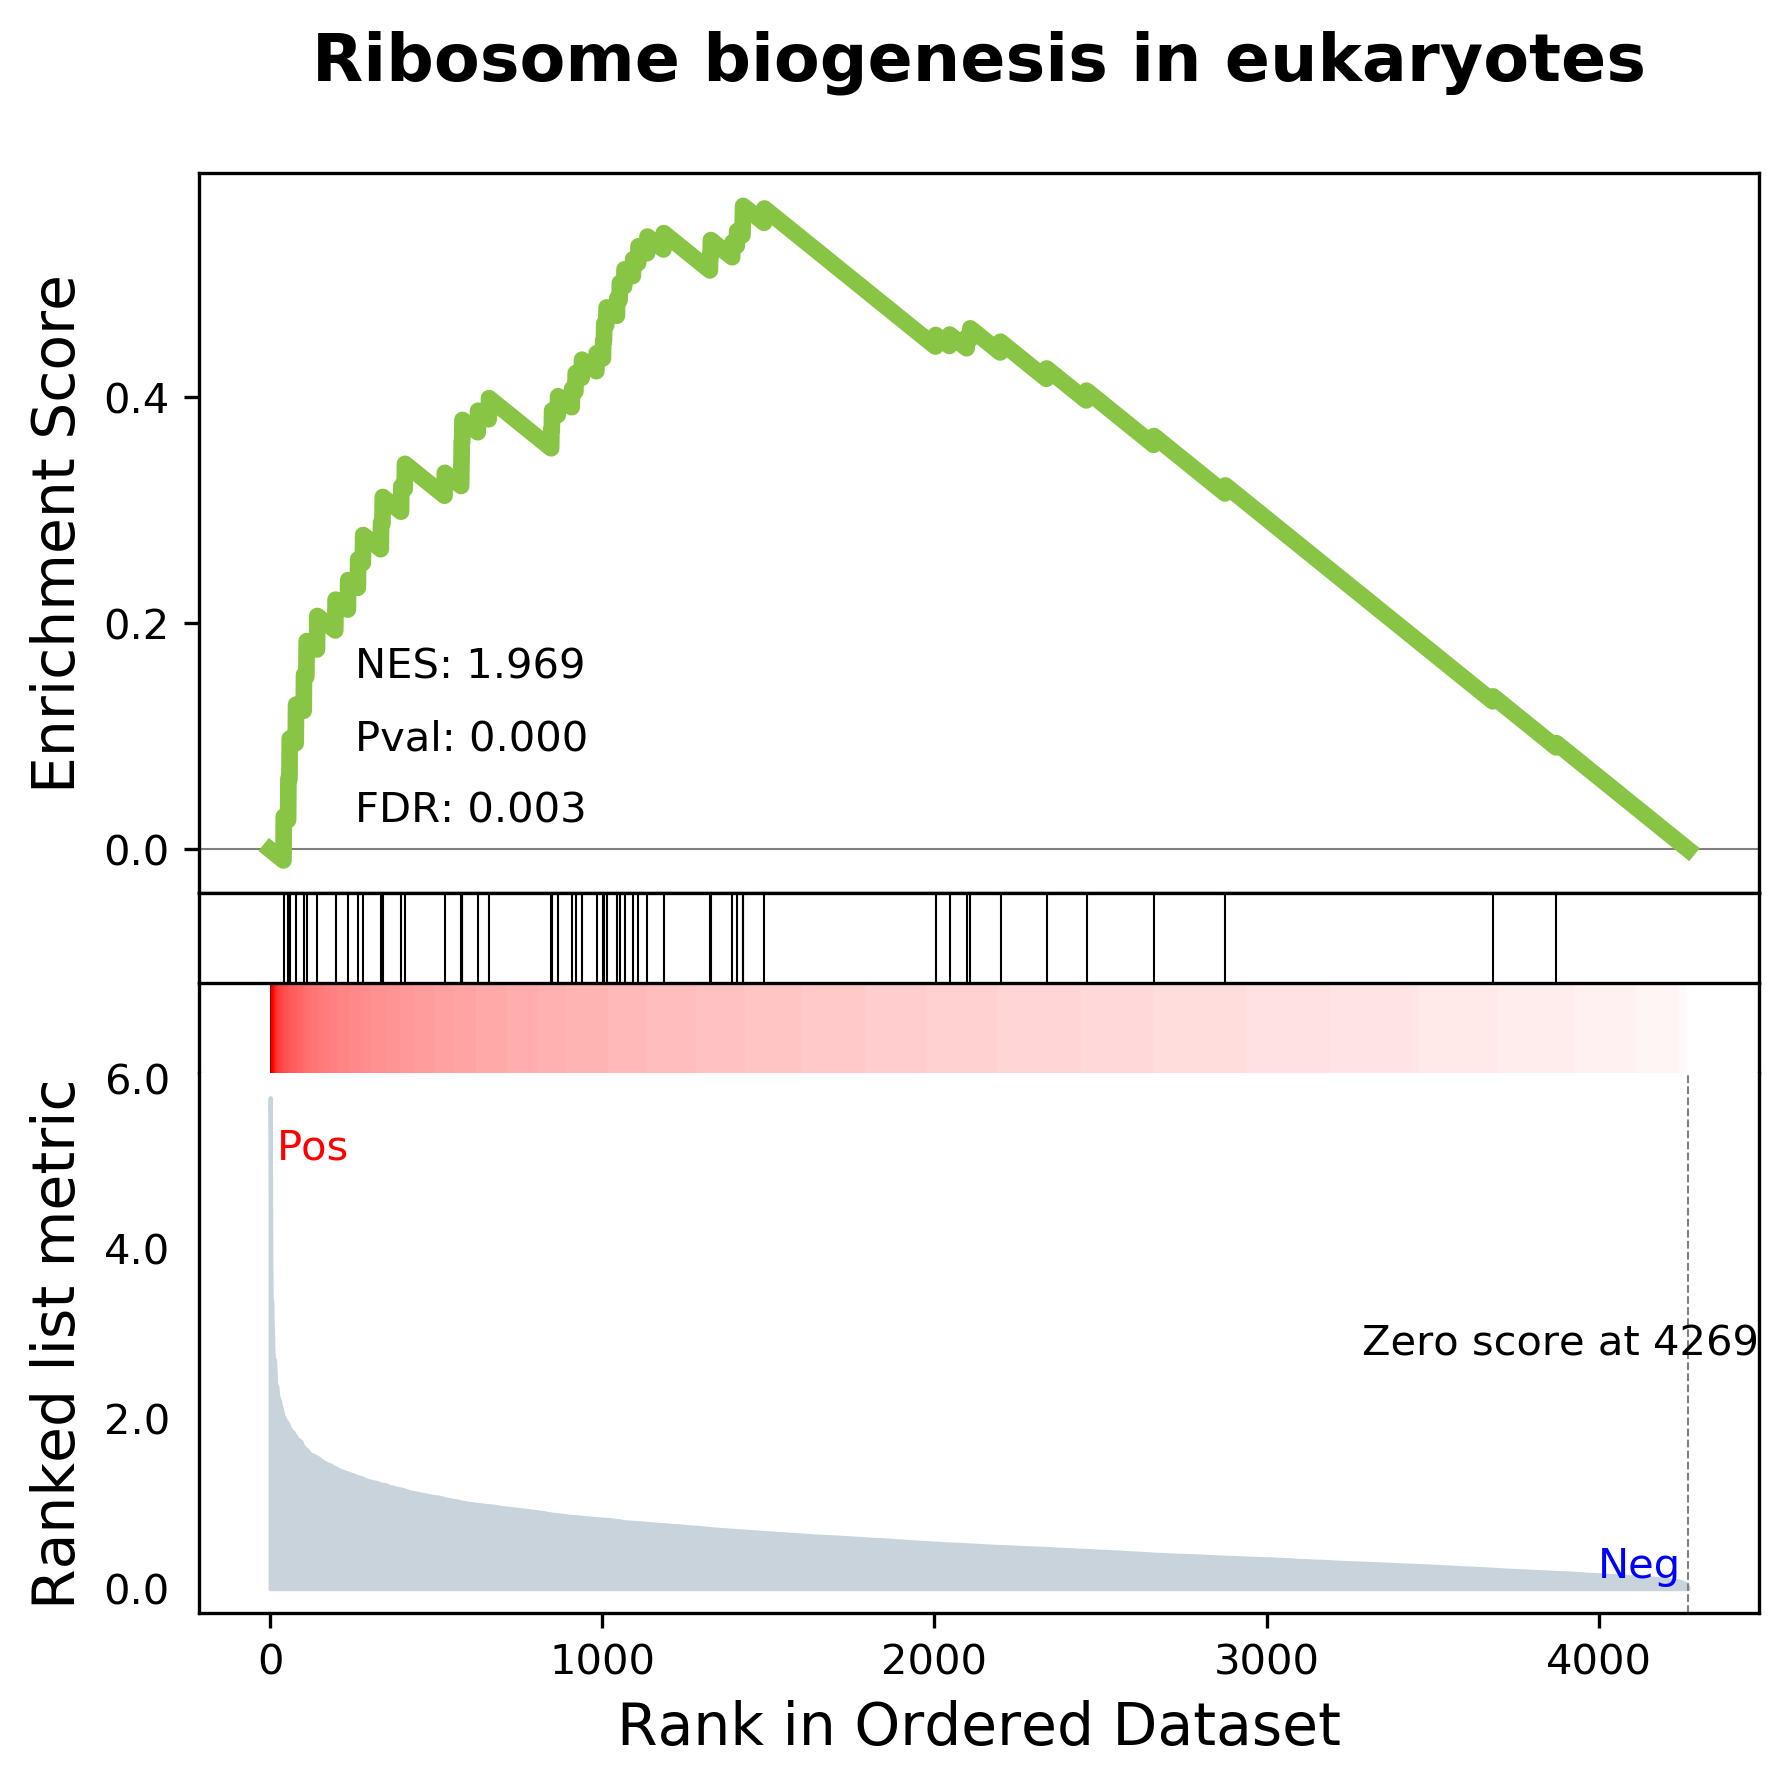 Ribosome biogenesis in eukaryotes
Enrichment Score
0.4
0.2
0.0
NES: 1.969
Pval: 0.000
FDR: 0.003
Ranked list metric
6.0
4.0
2.0
0.0
Pos
Zero score at 4269
Neg
0 1000 2000 3000 4000
Rank in Ordered Dataset